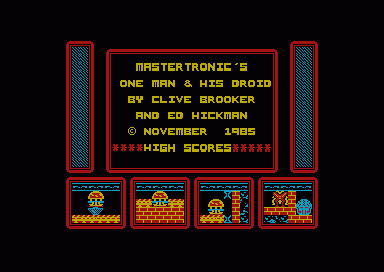 MASTERTRONIC'S
ONE MAN & HIS DROID
BY CLIVE BROOKER
AND ED HICKMAN
© NOVEMBER 1985
****HIGH SCORES*****